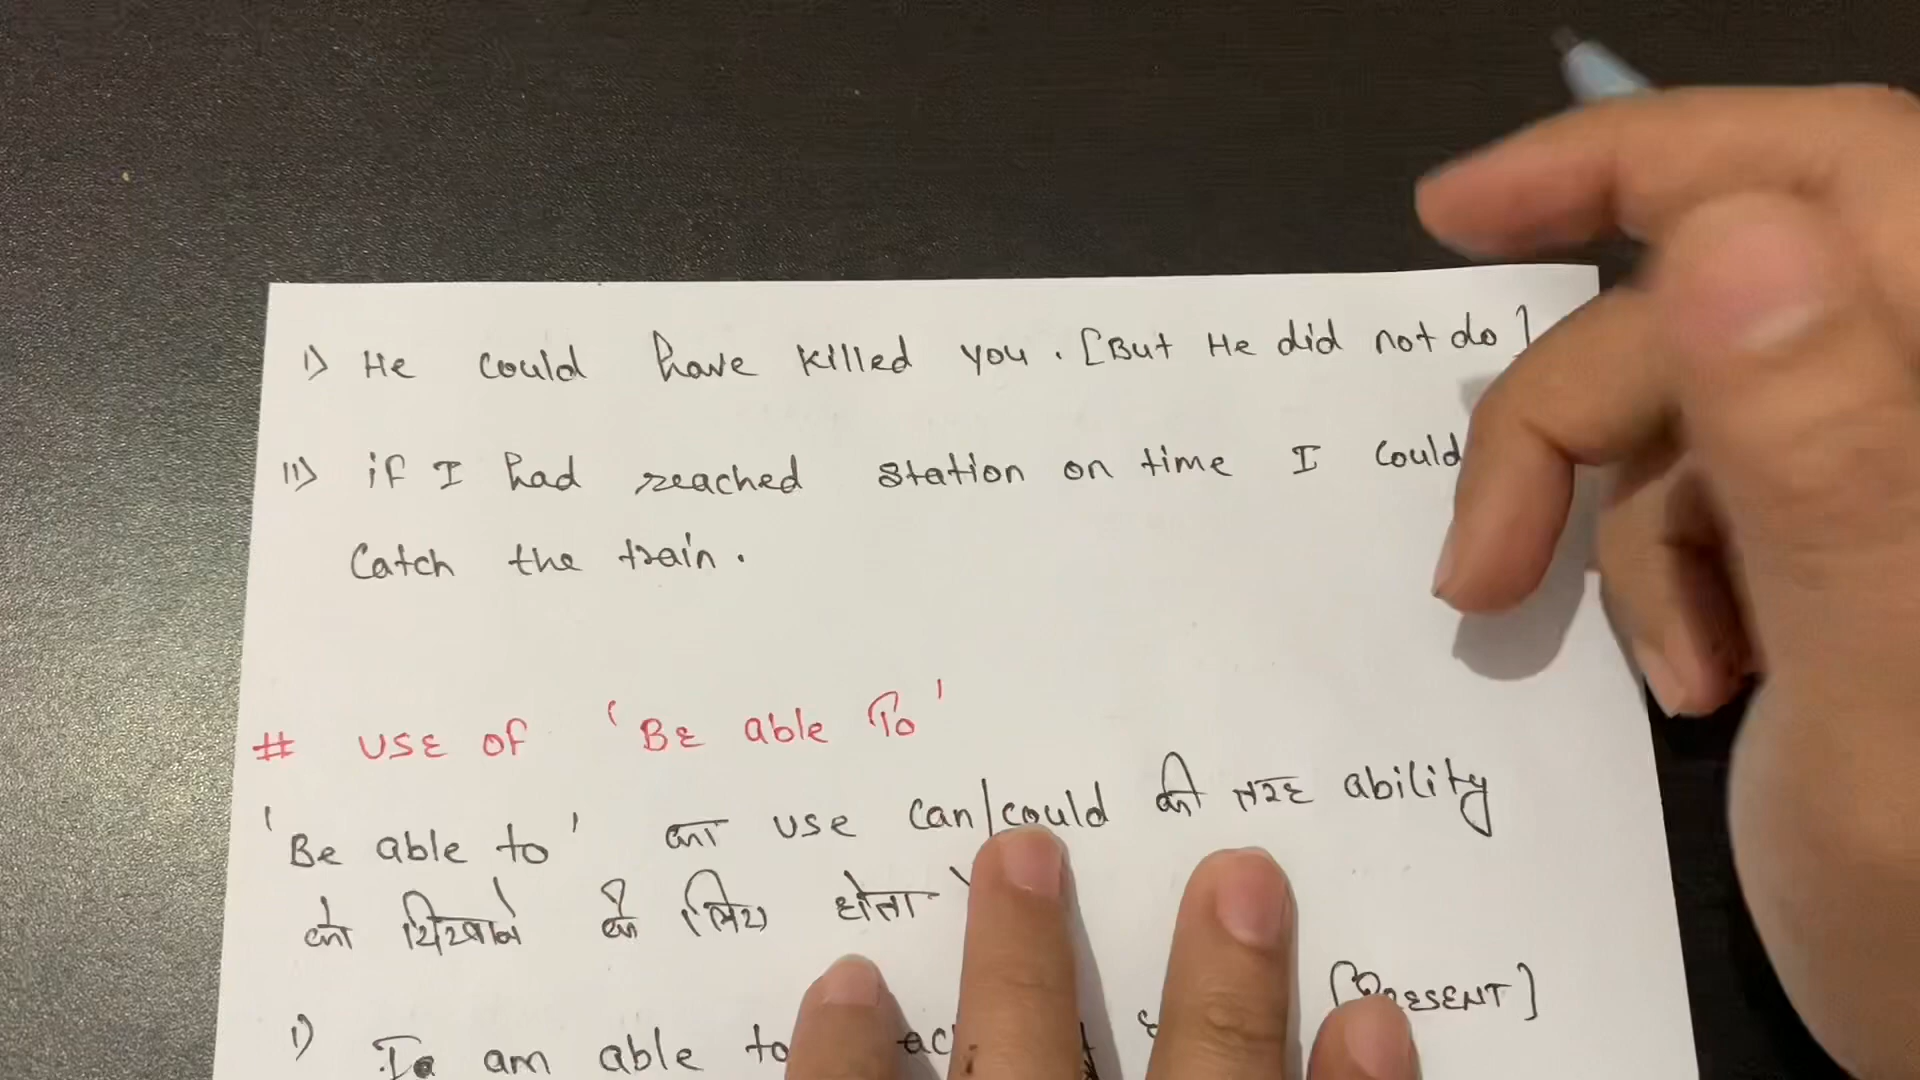 1) He could have killed you. [But He did not do]
11) if I had reached station on time I could
Catch the train.
# USE OF 'BE able To'
'Be able to' का use can/could की तरह ability
को दिखाने के लिए होता
[PRESENT]
1) I am able to